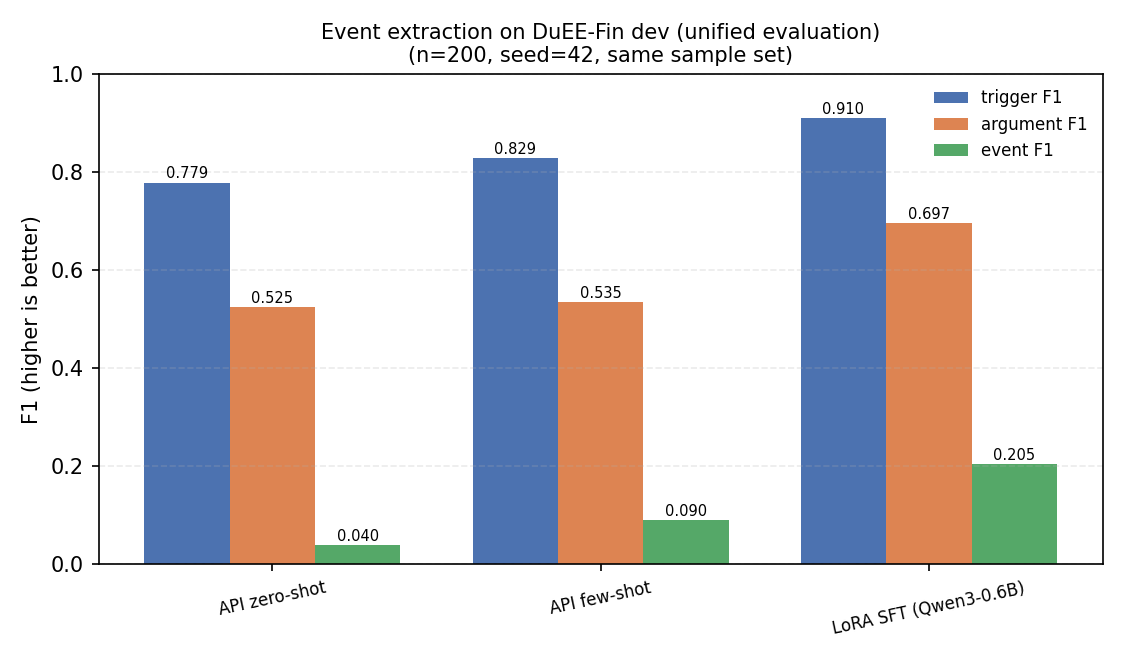 Event extraction on DuEE-Fin dev (unified evaluation)
(n=200, seed=42, same sample set)
F1 (higher is better)
1.0
0.8
0.6
0.4
0.2
0.0
trigger F1
argument F1
event F1
0.779
0.525
0.040
0.829
0.535
0.090
0.910
0.697
0.205
API zero-shot
API few-shot
LoRA SFT (Qwen3-0.6B)